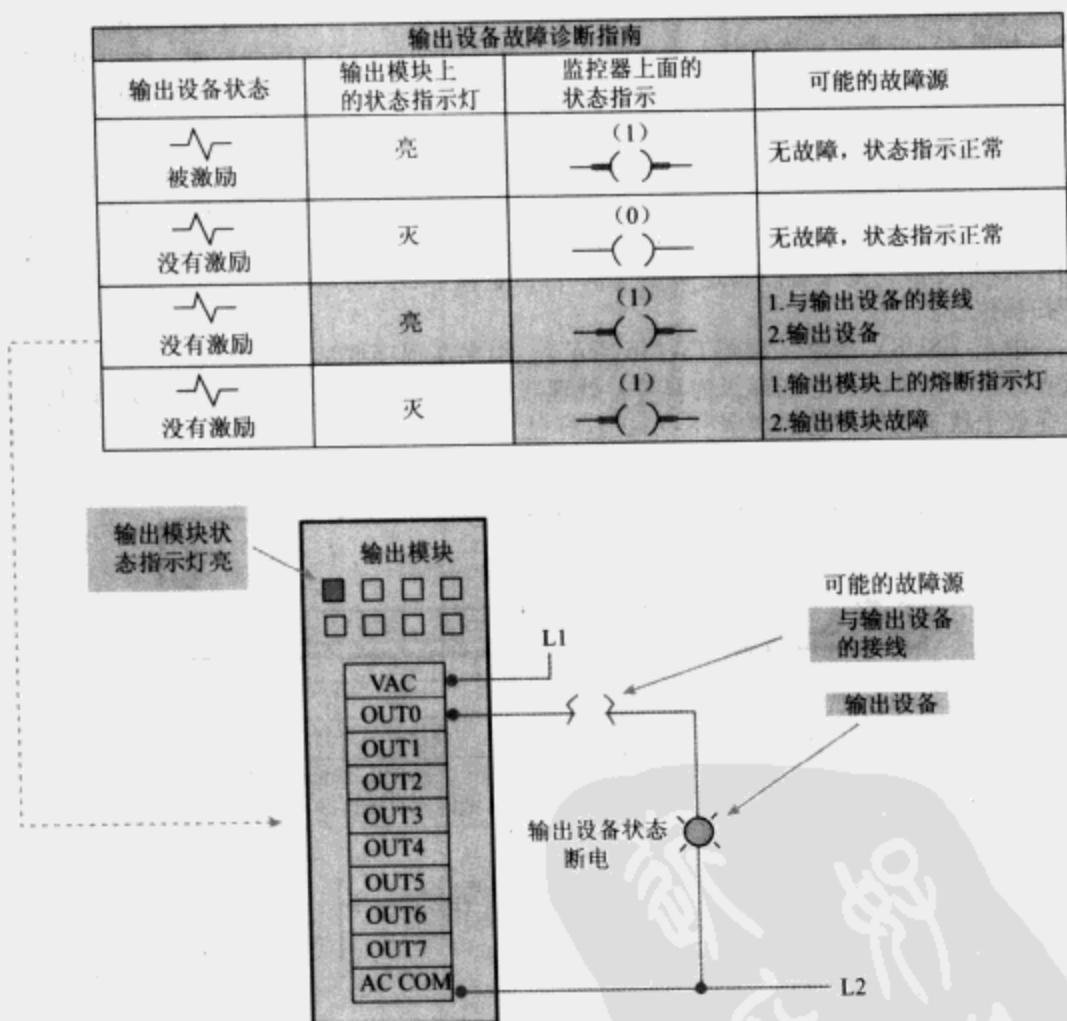 输出设备故障诊断指南
输出设备状态
输出模块上
的状态指示灯
监控器上面的
状态指示
可能的故障源
被激励
亮
(1)
无故障，状态指示正常
没有激励
灭
(0)
无故障，状态指示正常
没有激励
亮
(1)
1.与输出设备的接线
2.输出设备
没有激励
灭
(1)
1.输出模块上的熔断指示灯
2.输出模块故障
输出模块状
态指示灯亮
输出模块
L1
VAC
OUT0
OUT1
OUT2
OUT3
OUT4
OUT5
OUT6
OUT7
AC COM
可能的故障源
与输出设备
的接线
输出设备
输出设备状态
断电
L2